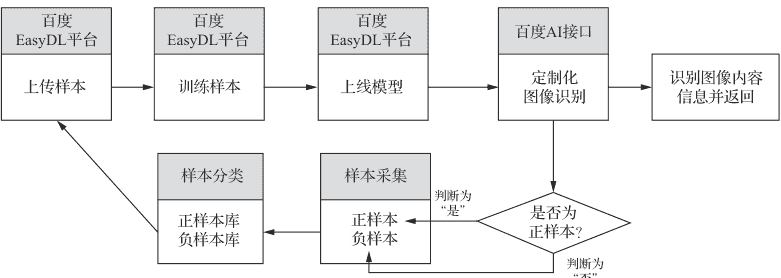 百度
EasyDL平台
上传样本
百度
EasyDL平台
训练样本
百度
EasyDL平台
上线模型
百度AI接口
定制化
图像识别
识别图像内容
信息并返回
样本分类
正样本库
负样本库
样本采集
正样本
负样本
判断为
“是”
是否为
正样本?
判断为
“否”